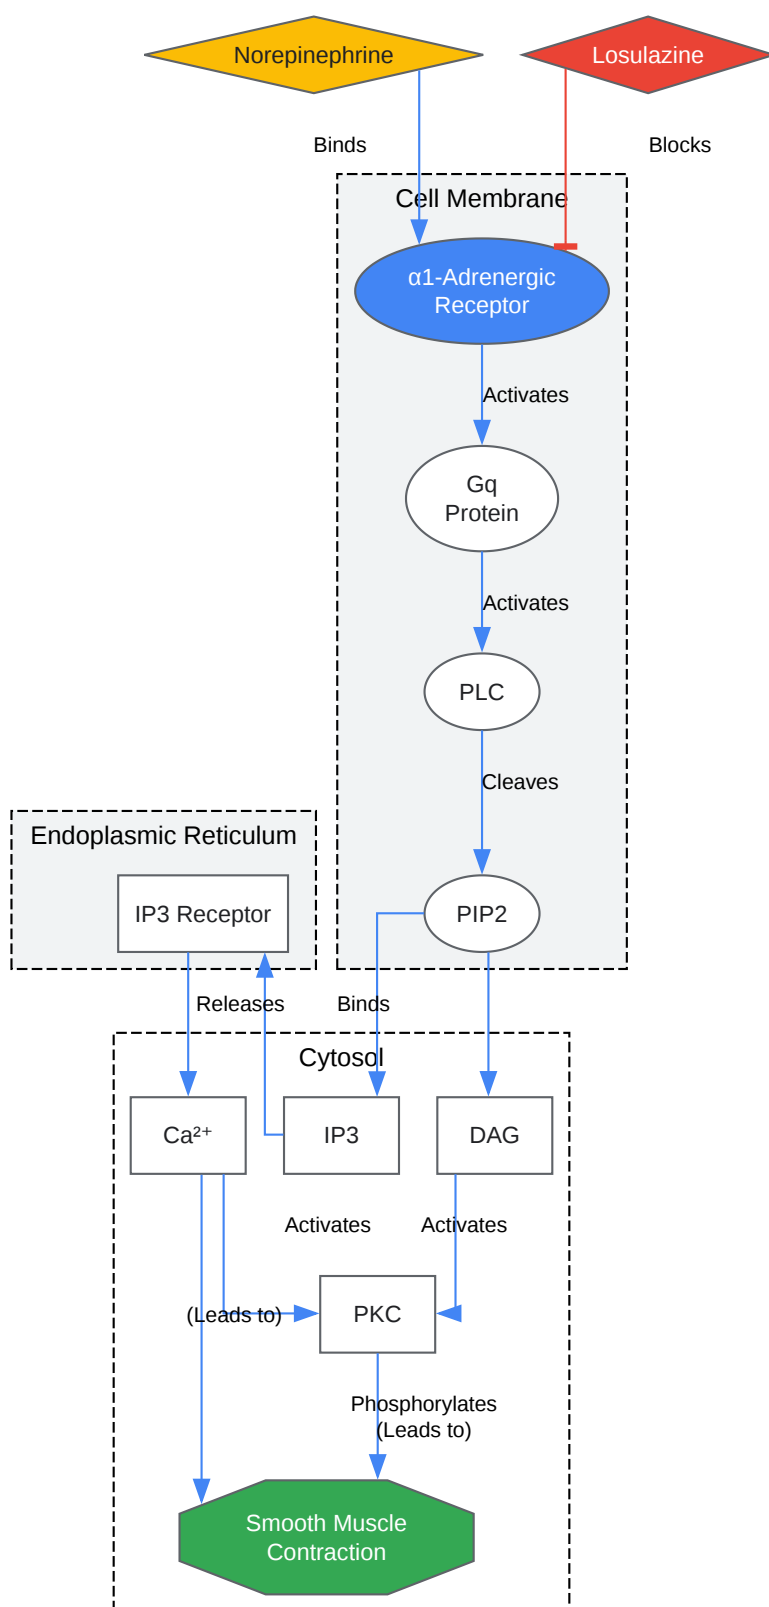 Norepinephrine
Losulazine
Binds
Blocks
Cell Membrane
α1-Adrenergic
Receptor
Activates
Gq
Protein
Activates
PLC
Cleaves
Endoplasmic Reticulum
IP3 Receptor
PIP2
Releases
Binds
Cytosol
Ca²⁺
IP3
DAG
Activates
Activates
(Leads to)
PKC
Phosphorylates
(Leads to)
Smooth Muscle
Contraction